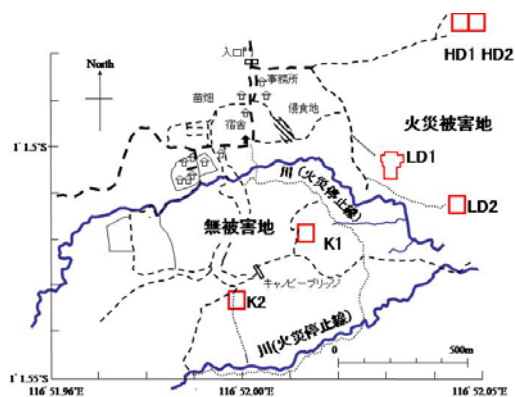 North
入口門
HD1 HD2
事務所
苗畑
宿舎
侵食地
火災被害地
1°1.5'S
LD1
川（火災停止線）
LD2
無被害地
K1
キャノピーブリッジ
K2
川(火災停止線)
0
500m
1°1.55'S
116°51.96'E
116°52.00'E
116°52.05'E